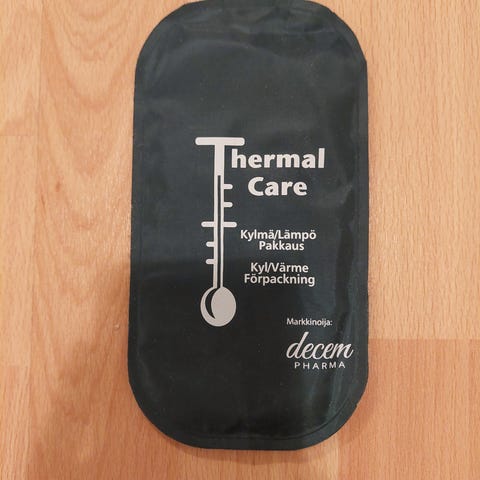 Thermal
Care
Kylmä/Lämpö
Pakkaus
Kyl/Värme
Förpackning
Markkinoija:
decem
PHARMA